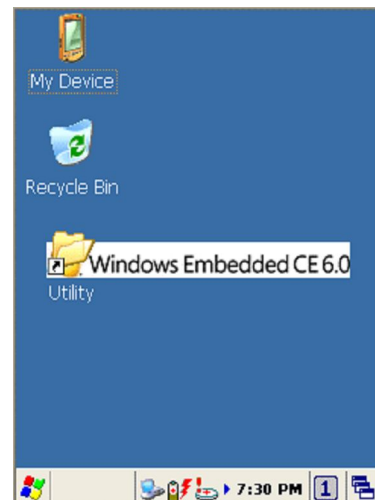 My Device
Recycle Bin
Windows Embedded CE 6.0
Utility
7:30 PM 1